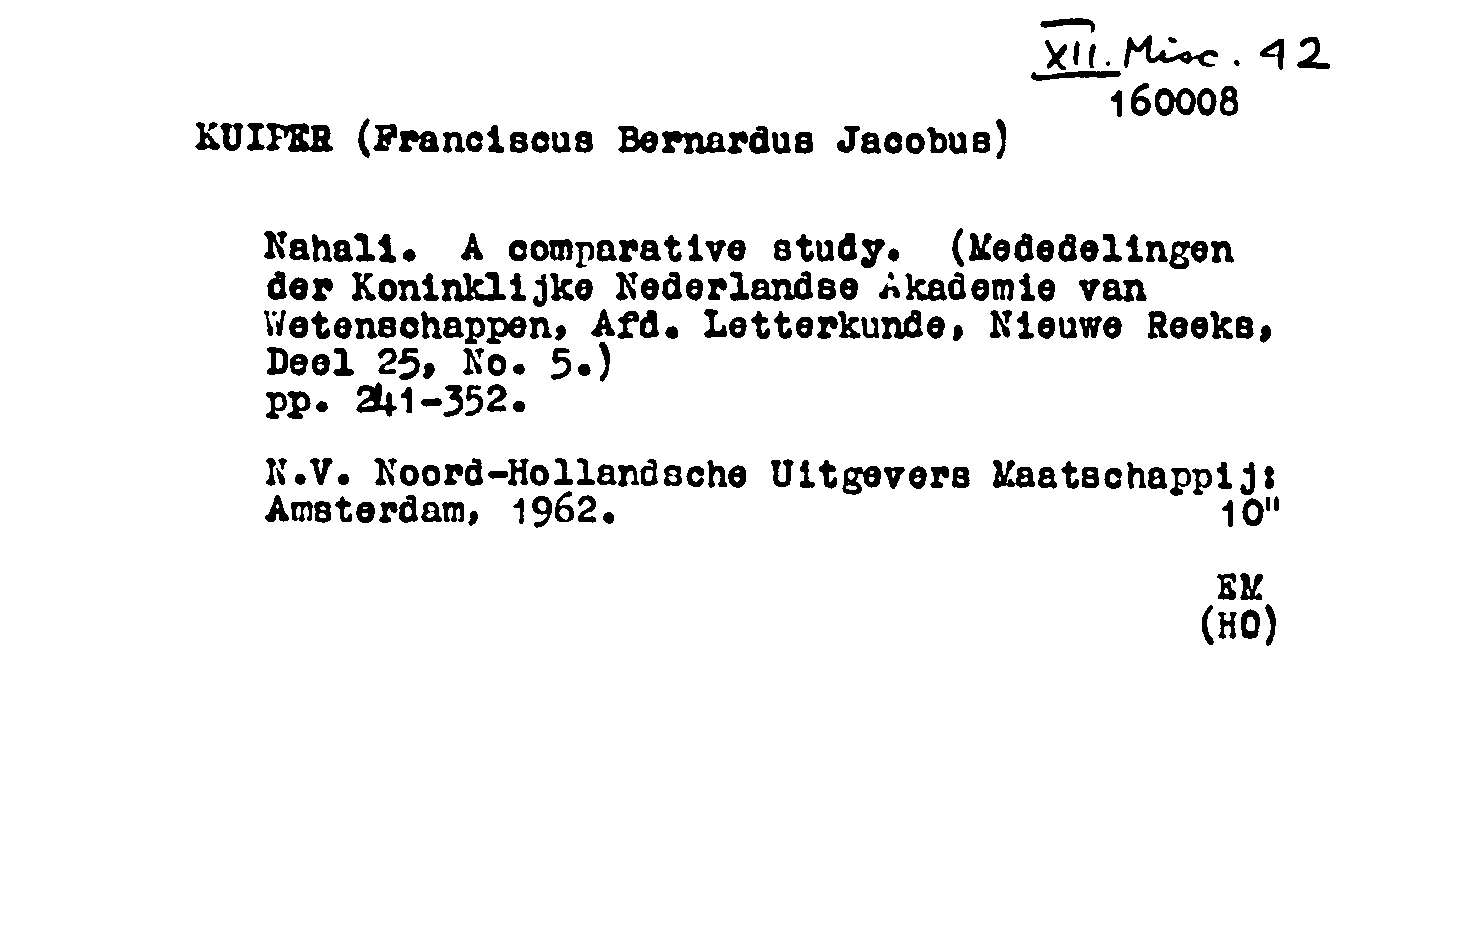 XII. Misc. 42
160008
KUIPER (Franciscus Bernardus Jacobus)
Nahali. A comparative study. (Mededelingen
der Koninklijke Nederlandse Akademie van
Wetenschappen, Afd. Letterkunde, Nieuwe Reeks,
Deel 25, No. 5.)
pp. 241-352.
N.V. Noord-Hollandsche Uitgevers Maatschappij:
Amsterdam, 1962. 10"
EM
(HO)